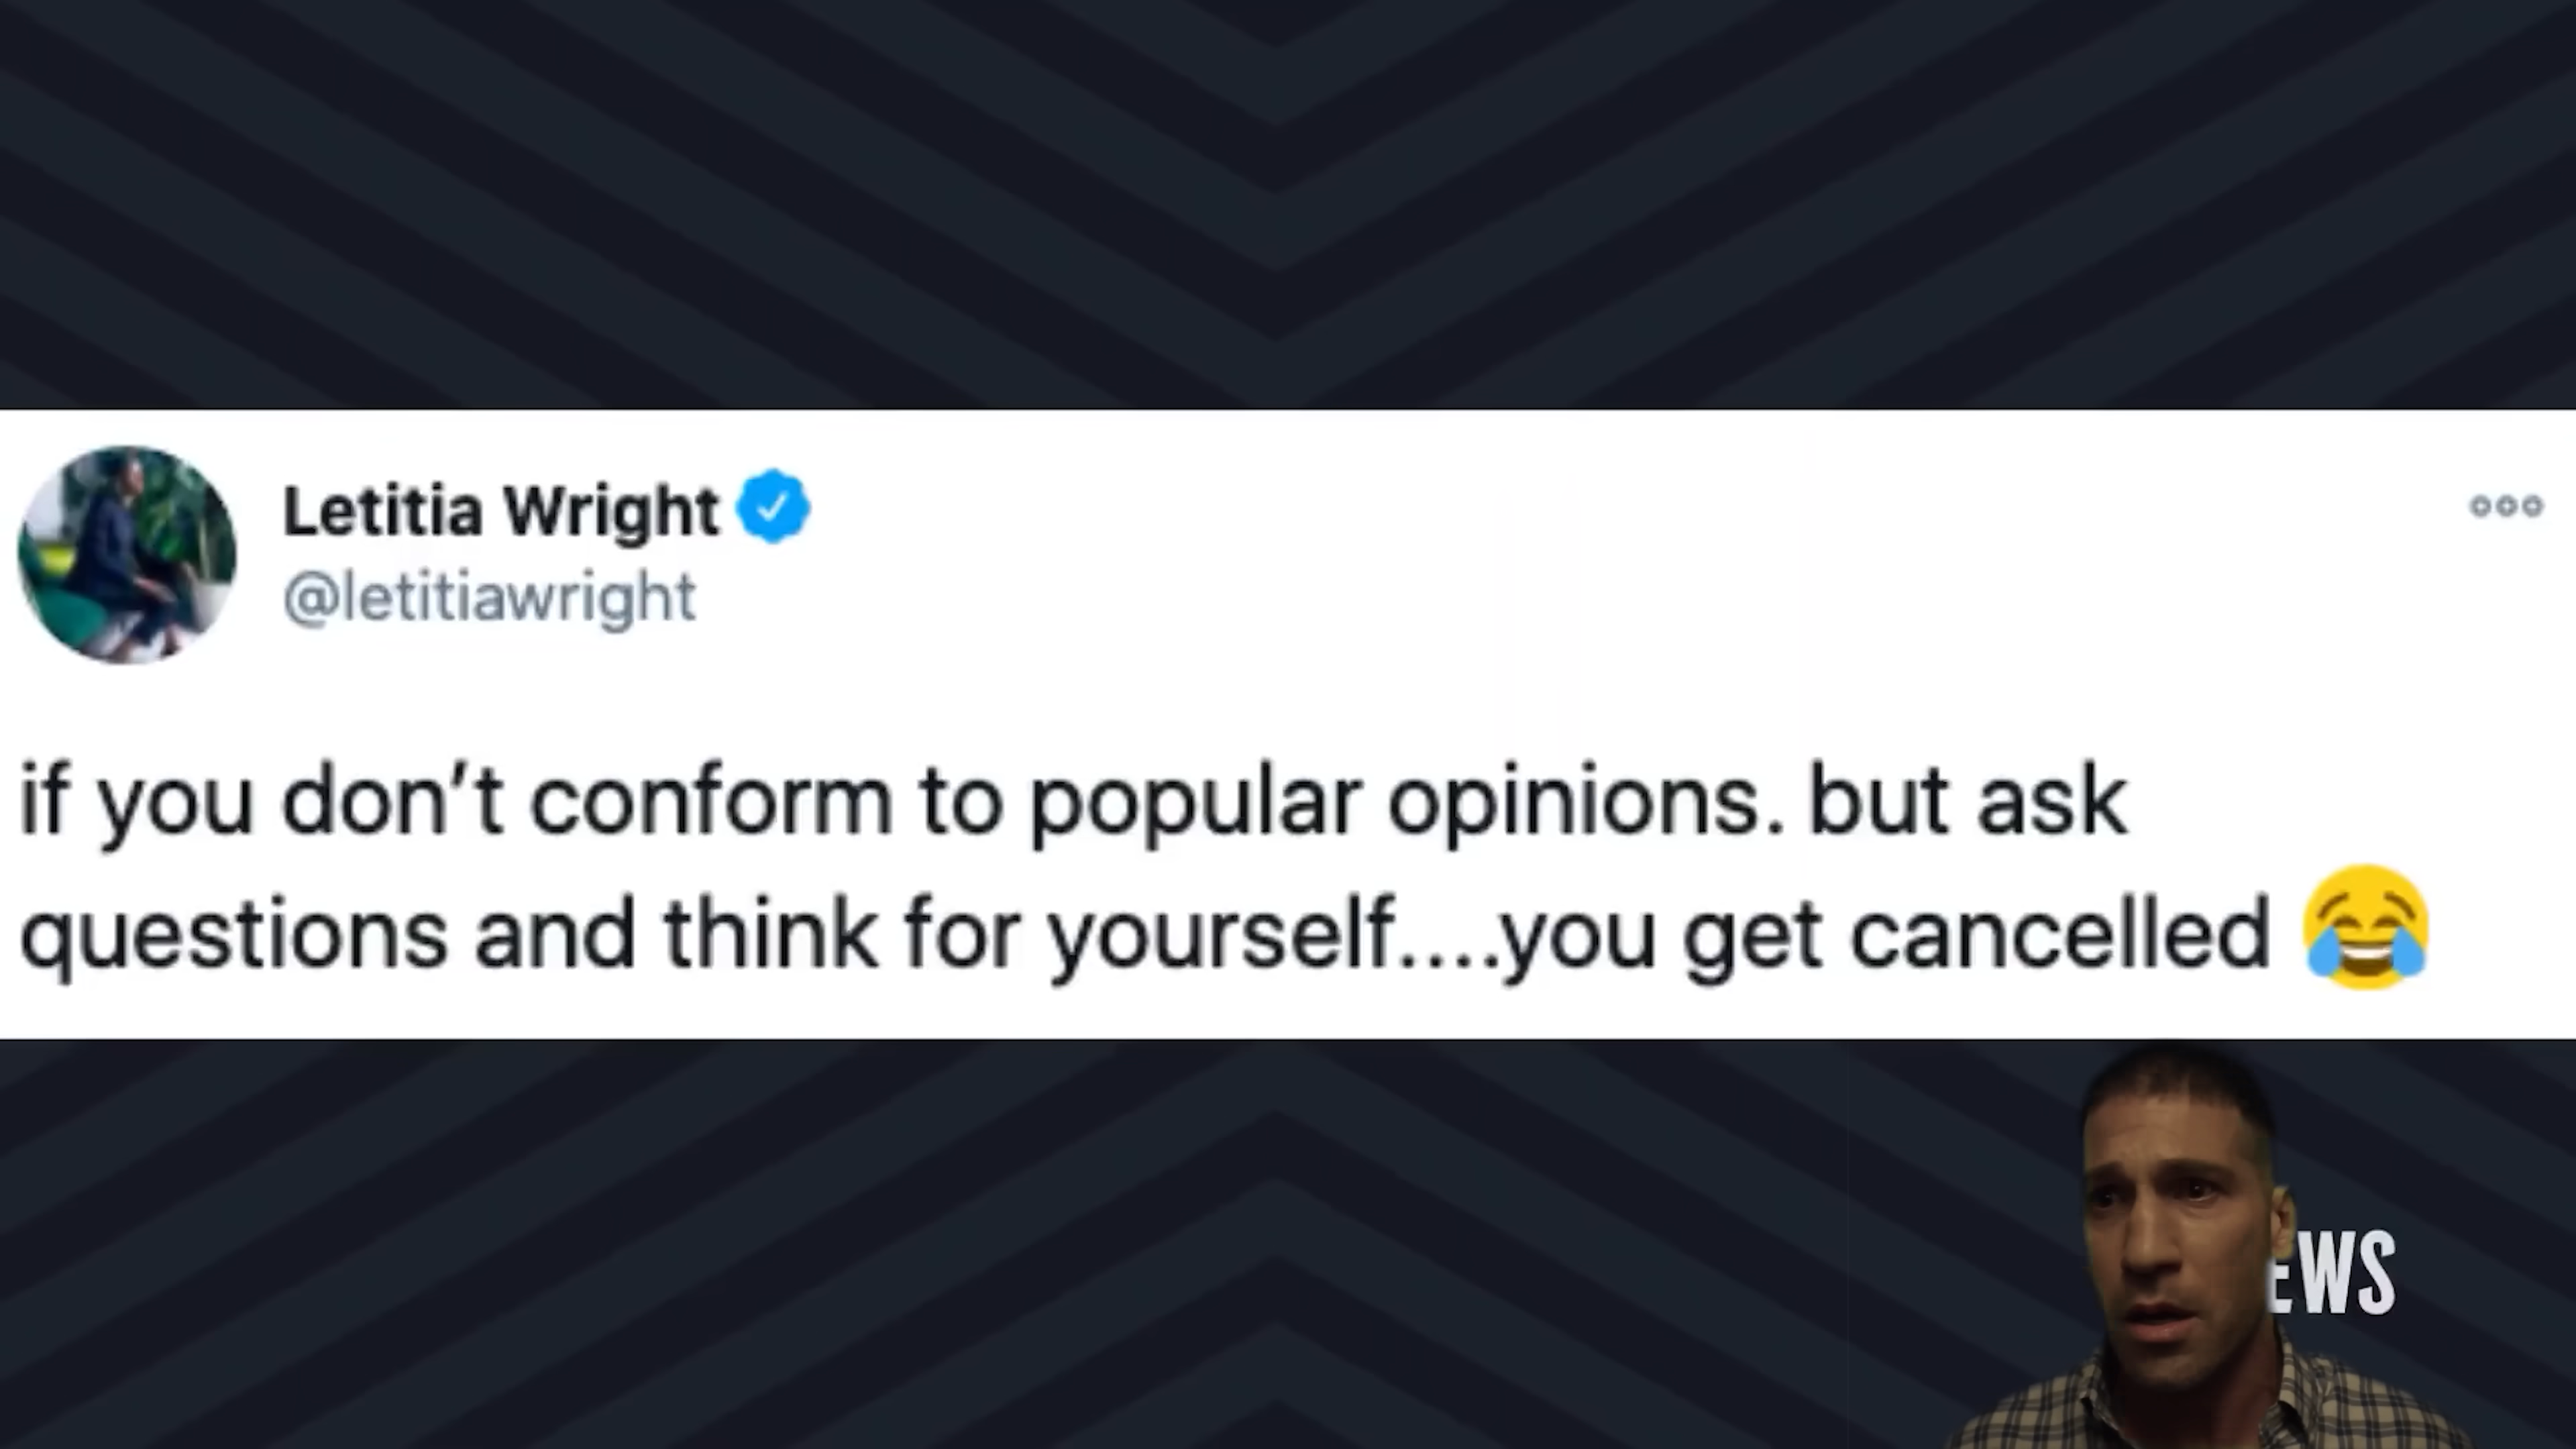 Letitia Wright
@letitiawright
if you don't conform to popular opinions. but ask
questions and think for yourself....you get cancelled 😂
EWS